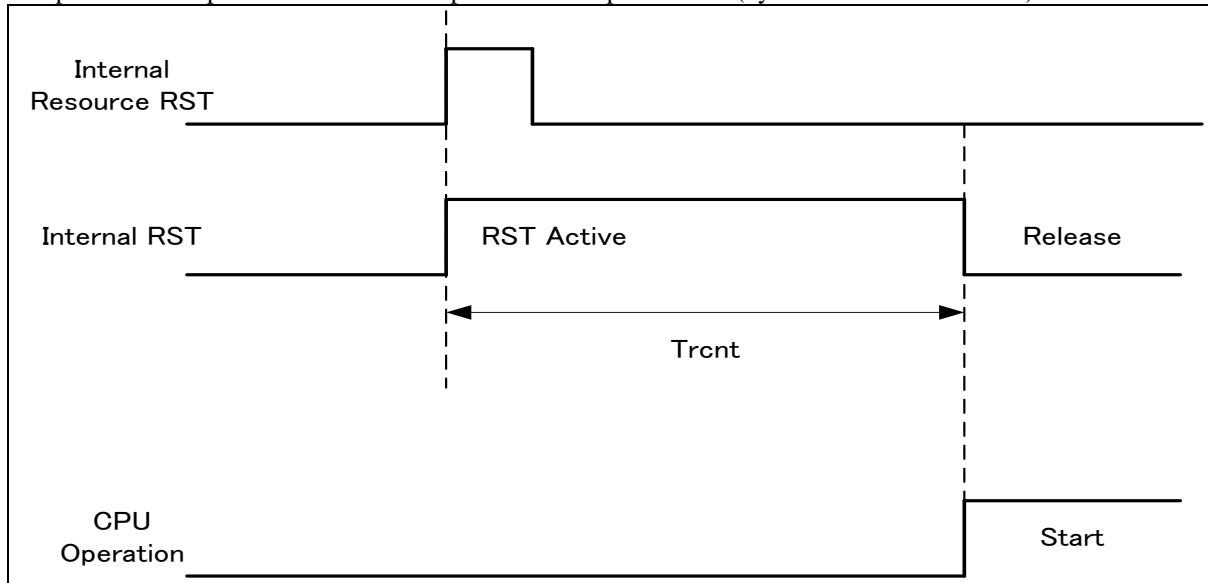 Internal
Resource RST
Internal RST
RST Active
Release
Trcnt
CPU
Operation
Start